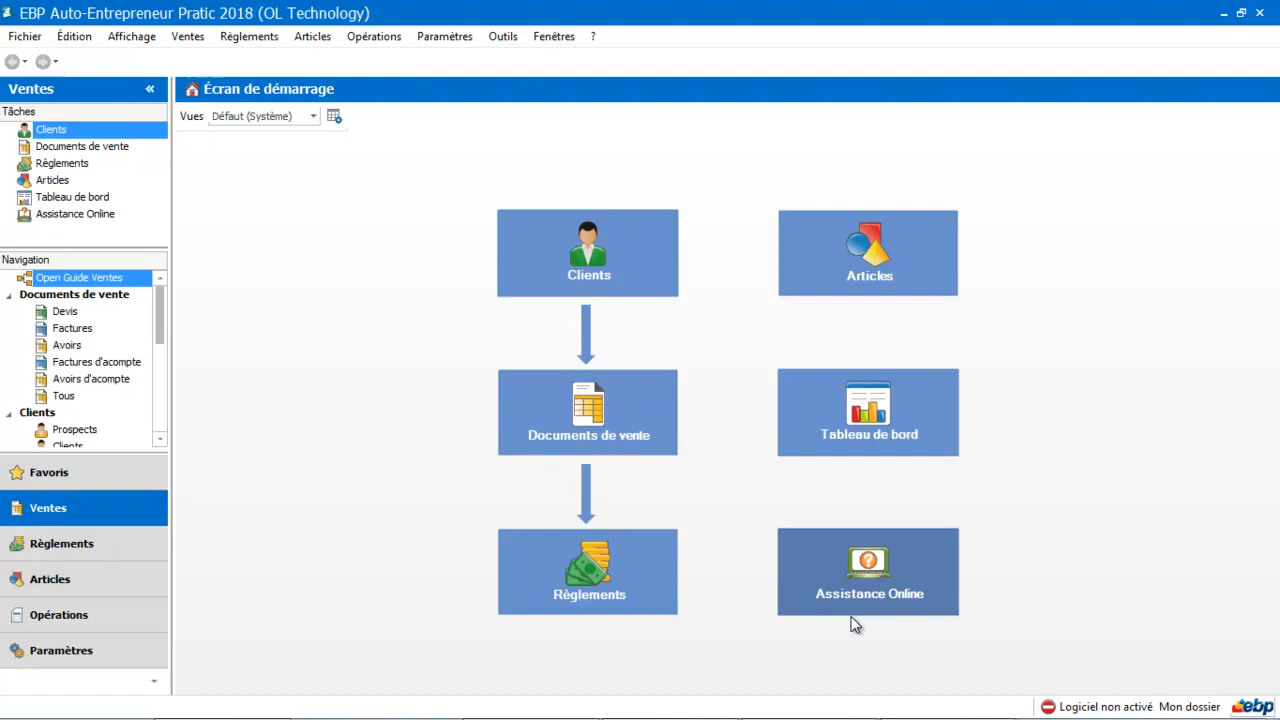 EBP Auto-Entrepreneur Pratic 2018 (OL Technology)
Fichier Édition Affichage Ventes Règlements Articles Opérations Paramètres Outils Fenêtres ?
Ventes «
Tâches
Clients
Documents de vente
Règlements
Articles
Tableau de bord
Assistance Online
Navigation
Open Guide Ventes
Documents de vente
Devis
Factures
Avoirs
Factures d'acompte
Avoirs d'acompte
Tous
Clients
Prospects
Clients
Favoris
Ventes
Règlements
Articles
Opérations
Paramètres
Écran de démarrage
Vues Défaut (Système)
Clients
Articles
Documents de vente
Tableau de bord
Règlements
Assistance Online
Logiciel non activé Mon dossier ebp